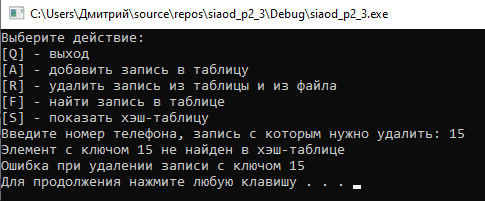 C:\Users\Дмитрий\source\repos\siaod_p2_3\Debug\siaod_p2_3.exe
Выберите действие:
[Q] - выход
[A] - добавить запись в таблицу
[R] - удалить запись из таблицы и из файла
[F] - найти запись в таблице
[S] - показать хэш-таблицу
Введите номер телефона, запись с которым нужно удалить: 15
Элемент с ключом 15 не найден в хэш-таблице
Ошибка при удалении записи с ключом 15
Для продолжения нажмите любую клавишу . . .